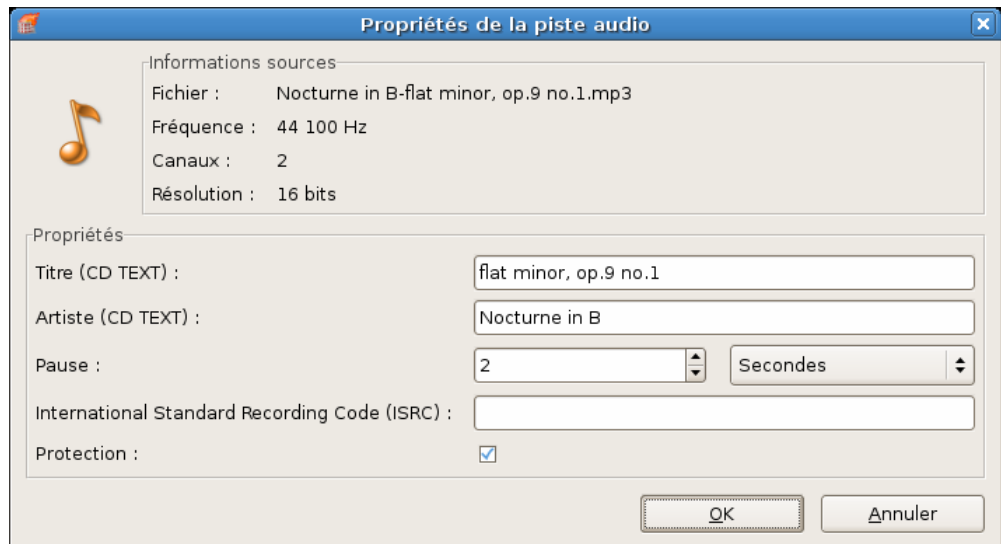 Propriétés de la piste audio
Informations sources
Fichier : Nocturne in B-flat minor, op.9 no.1.mp3
Fréquence : 44 100 Hz
Canaux : 2
Résolution : 16 bits
Propriétés
Titre (CD TEXT) : flat minor, op.9 no.1
Artiste (CD TEXT) : Nocturne in B
Pause : 2 Secondes
International Standard Recording Code (ISRC) :
Protection :
OK Annuler